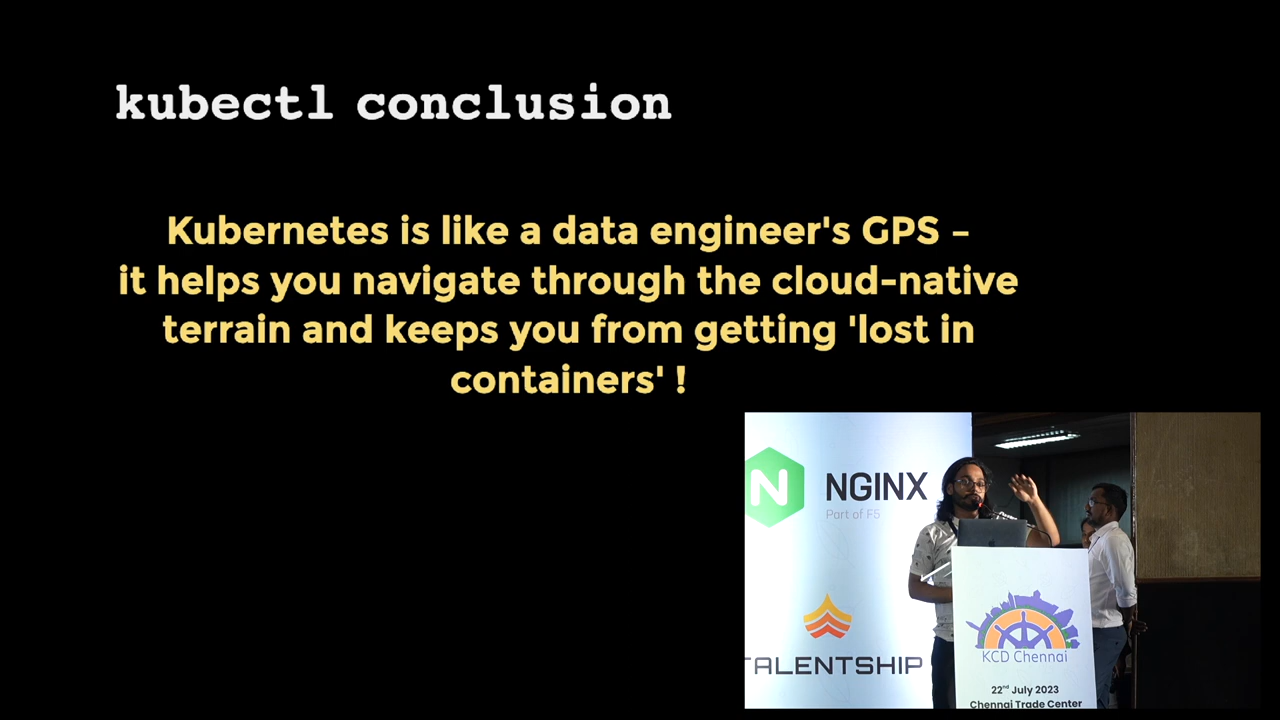 kubectl conclusion
Kubernetes is like a data engineer's GPS –
it helps you navigate through the cloud-native
terrain and keeps you from getting 'lost in
containers' !
N
NGINX
Part of F5
TALENTSHIP
KCD Chennai
22nd July 2023
Chennai Trade Center